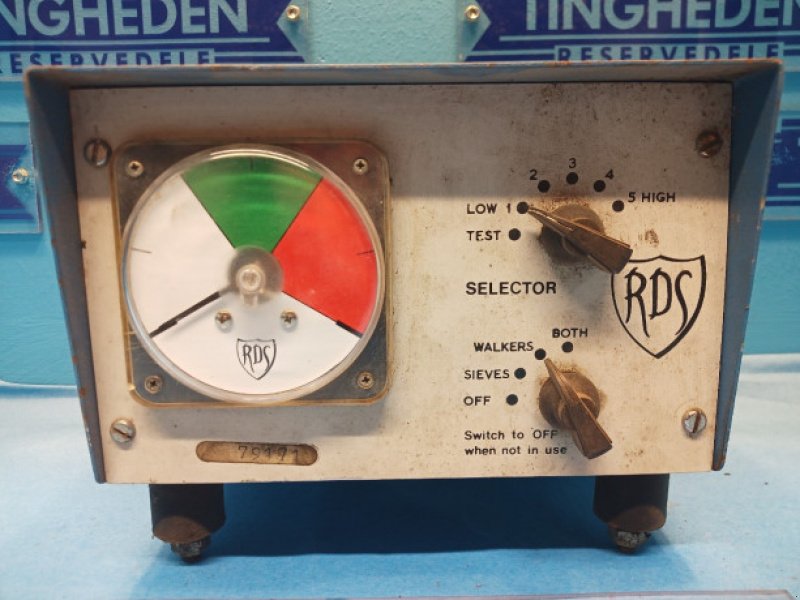 TINGHEDEN
RESERVEDELE
TINGHEDEN
RESERVEDELE
3
2 4
LOW 1 5 HIGH
TEST
SELECTOR
RDS
RDS
BOTH
WALKERS
SIEVES
OFF
Switch to OFF
when not in use